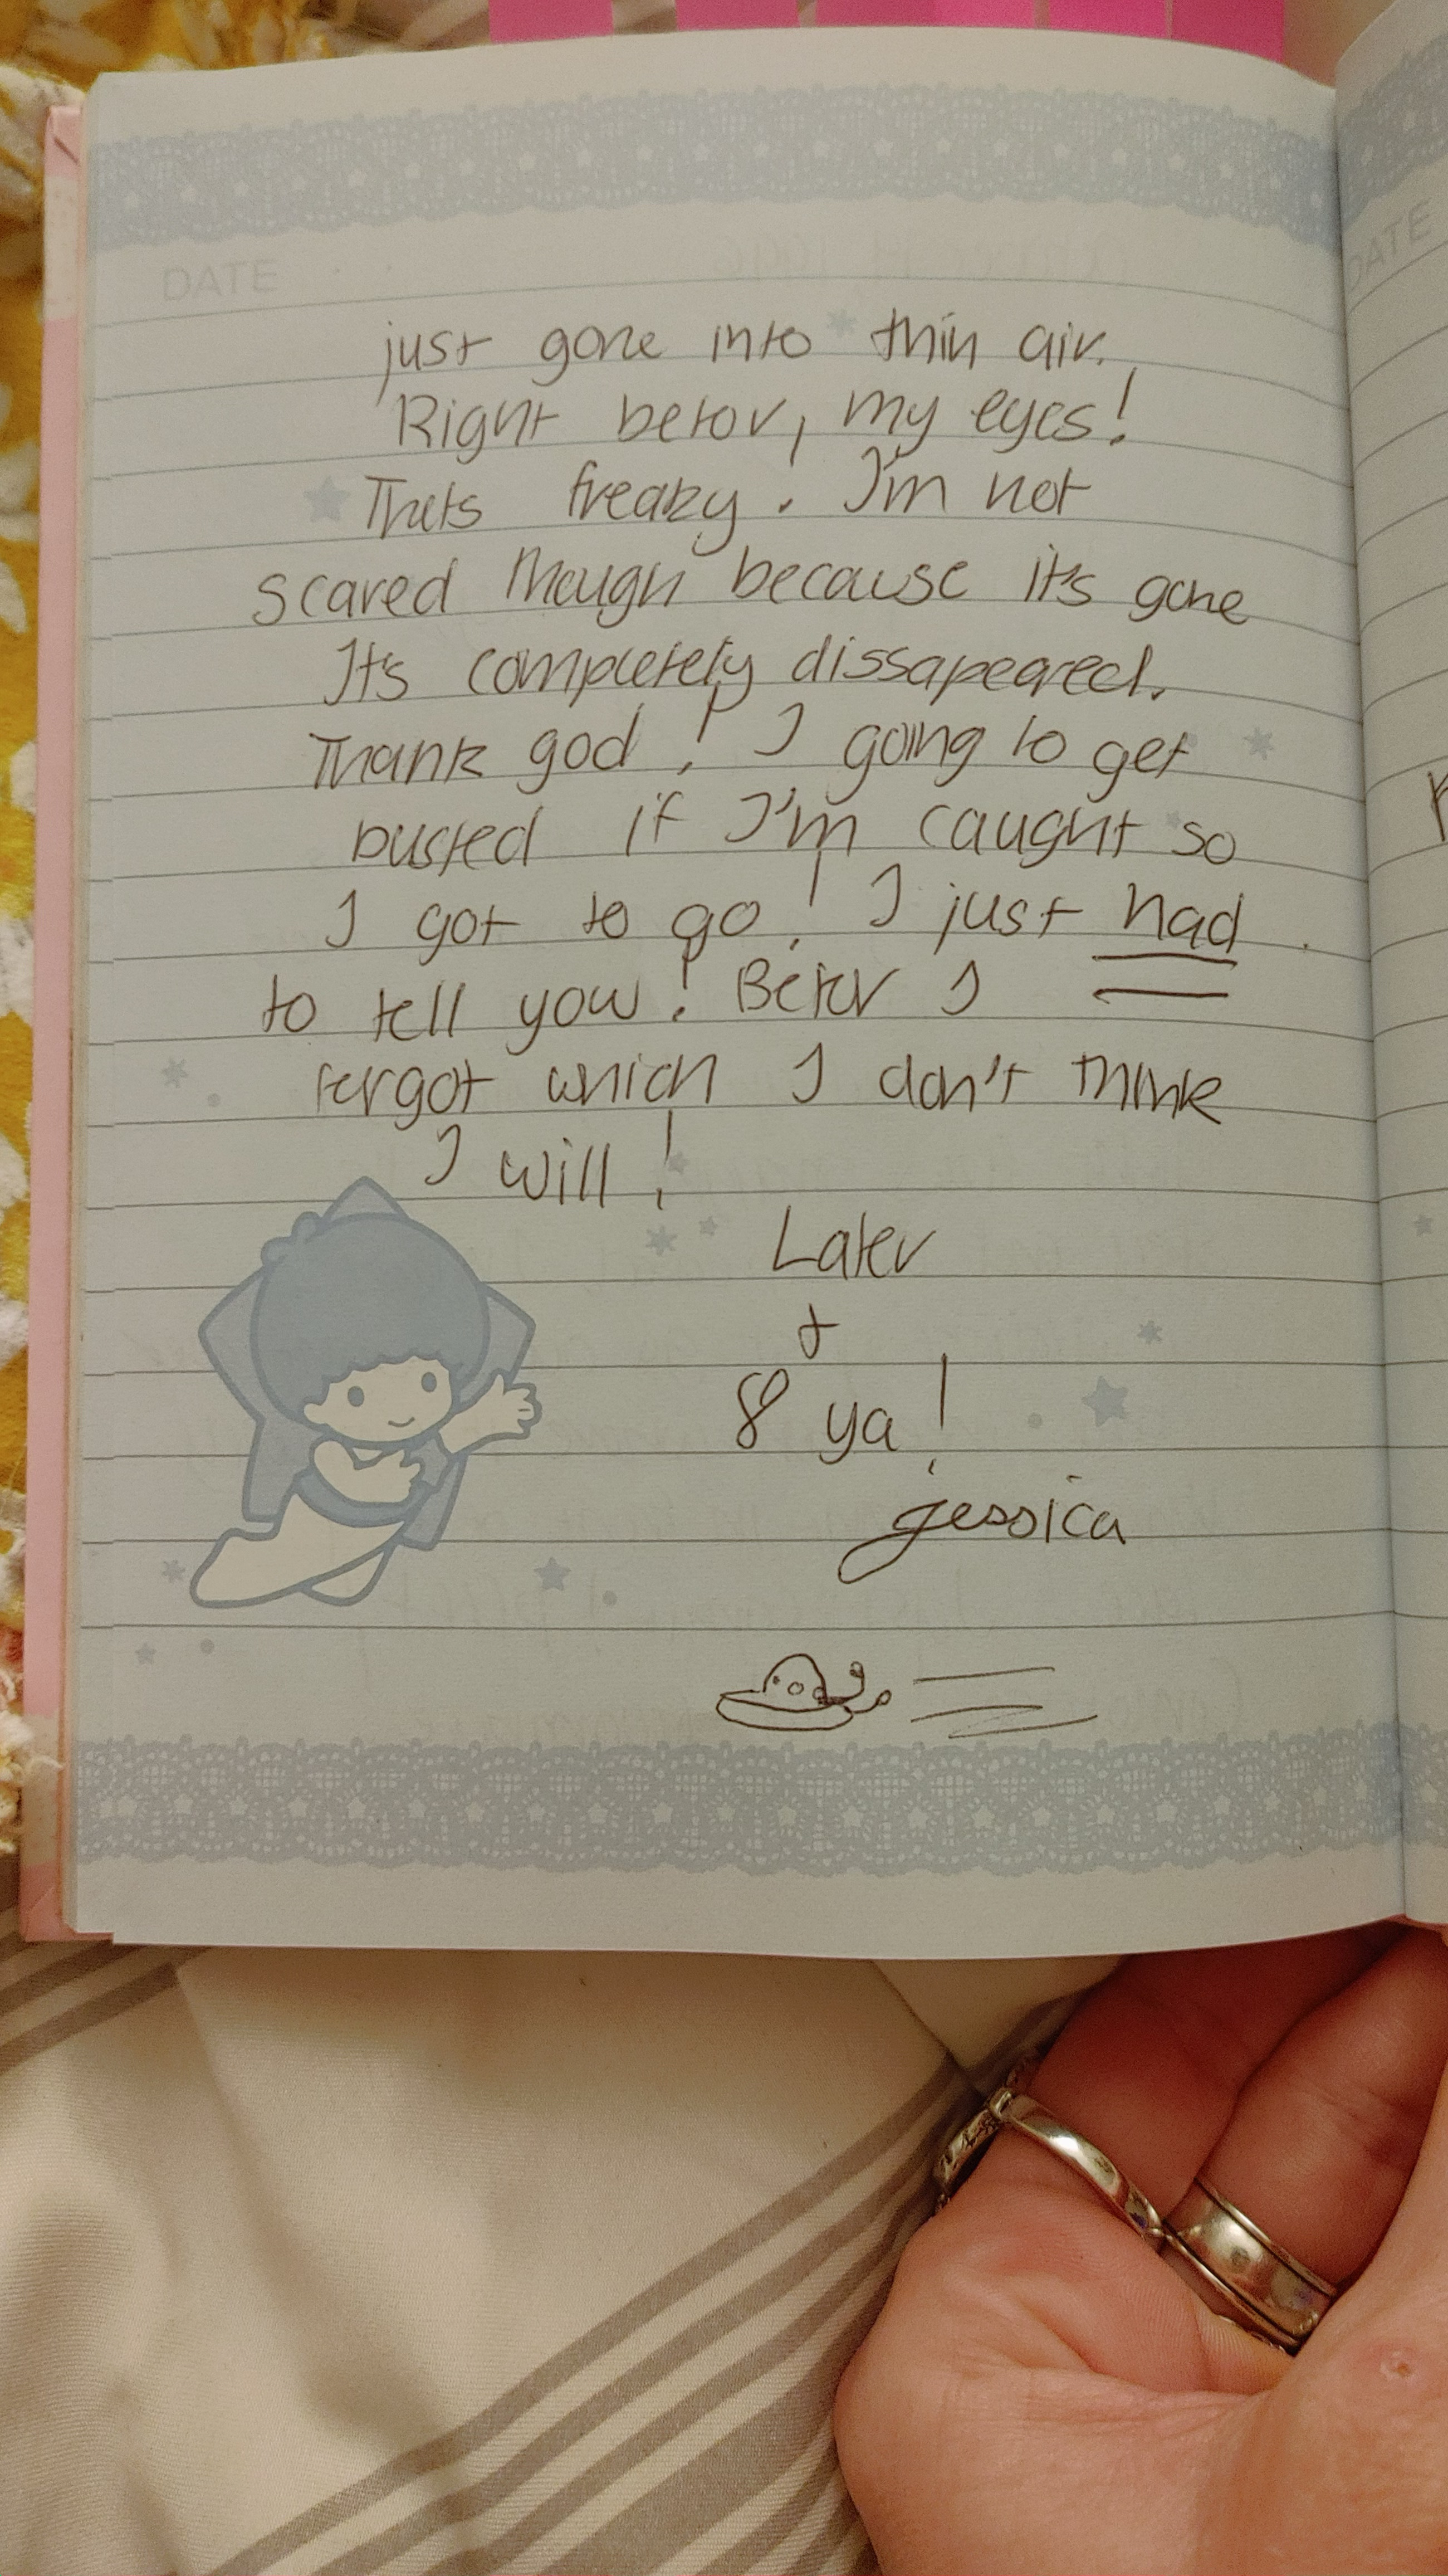 DATE
just gone into thin air.
Right befor, my eyes!
Thats freaky. I'm not
scared though because it's gone
It's completely dissapeared.
Thank god! I going to get
busted if I'm caught so
I got to go! I just had
to tell you! Befor I
forgot which I don't think
I will!
Later
+
8 ya!
Jessica
DATE